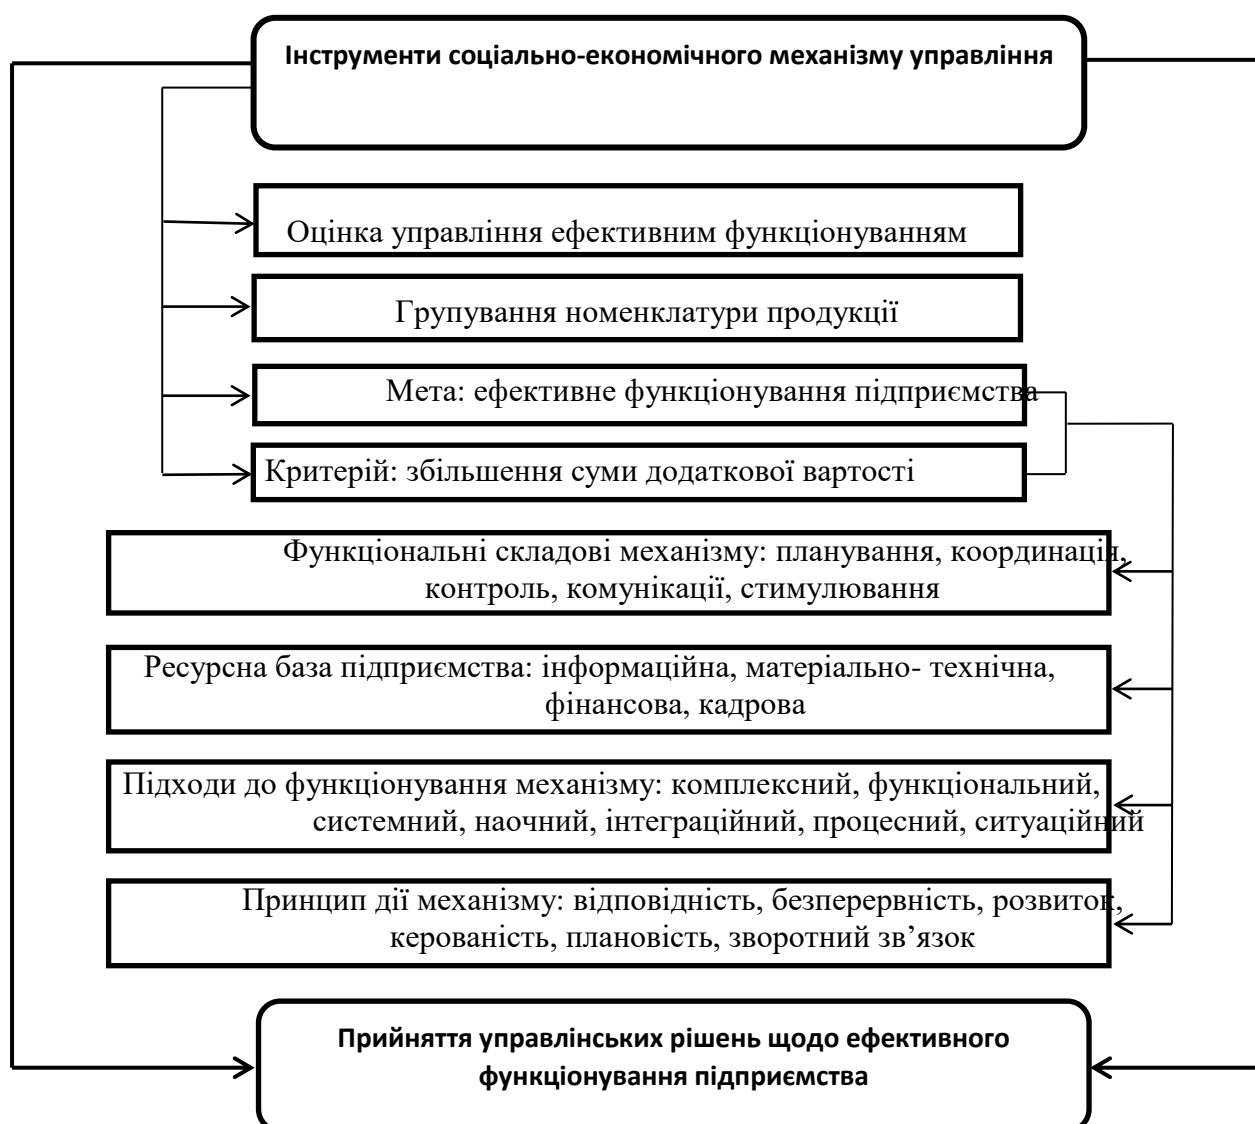 Інструменти соціально-економічного механізму управління
Оцінка управління ефективним функціонуванням
Групування номенклатури продукції
Мета: ефективне функціонування підприємства
Критерій: збільшення суми додаткової вартості
Функціональні складові механізму: планування, координація,
контроль, комунікації, стимулювання
Ресурсна база підприємства: інформаційна, матеріально- технічна,
фінансова, кадрова
Підходи до функціонування механізму: комплексний, функціональний,
системний, наочний, інтеграційний, процесний, ситуаційний
Принцип дії механізму: відповідність, безперервність, розвиток,
керованість, плановість, зворотний зв’язок
Прийняття управлінських рішень щодо ефективного
функціонування підприємства